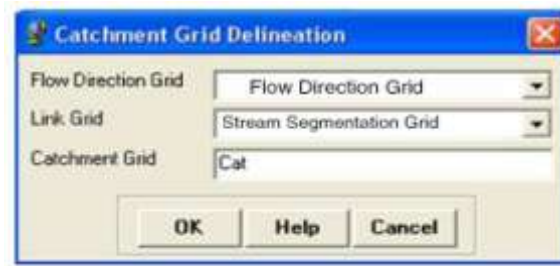 Catchment Grid Delineation
Flow Direction Grid Flow Direction Grid
Link Grid Stream Segmentation Grid
Catchment Grid Cat
OK Help Cancel